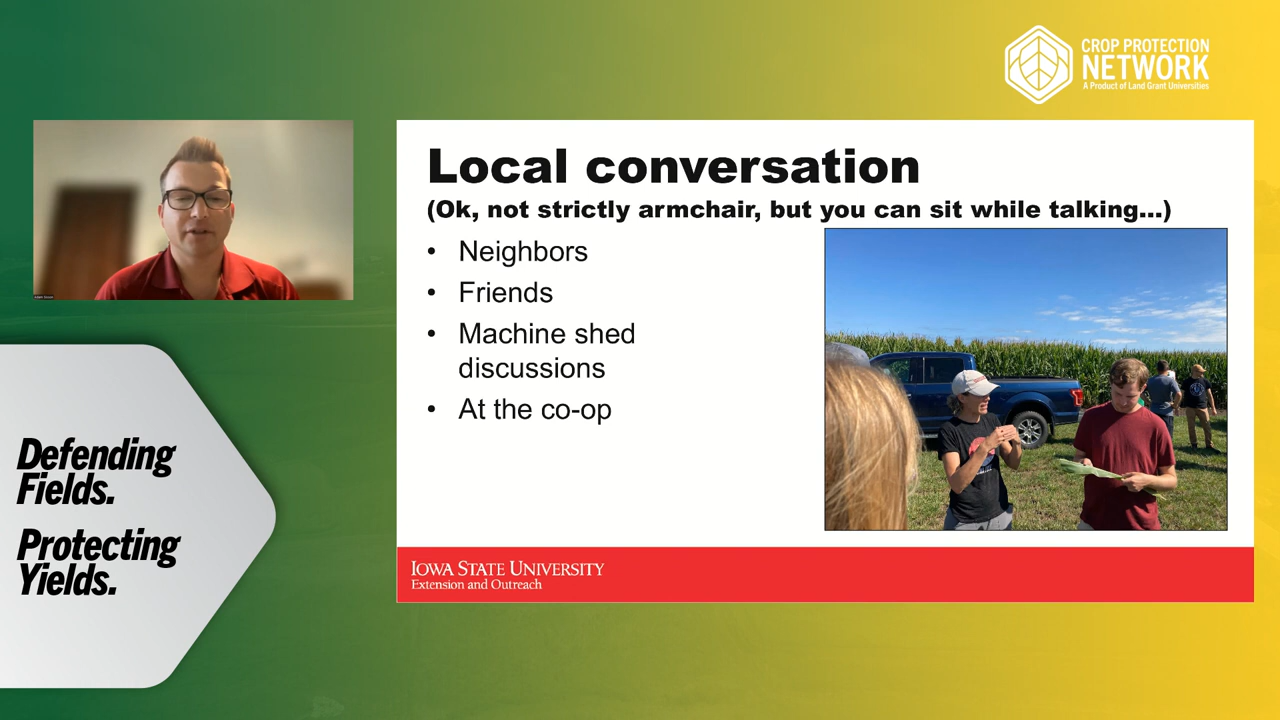 CROP PROTECTION
NETWORK
A Product of Land Grant Universities
Local conversation
(Ok, not strictly armchair, but you can sit while talking...)
• Neighbors
• Friends
• Machine shed
discussions
• At the co-op
Defending
Fields.
Protecting
Yields.
IOWA STATE UNIVERSITY
Extension and Outreach